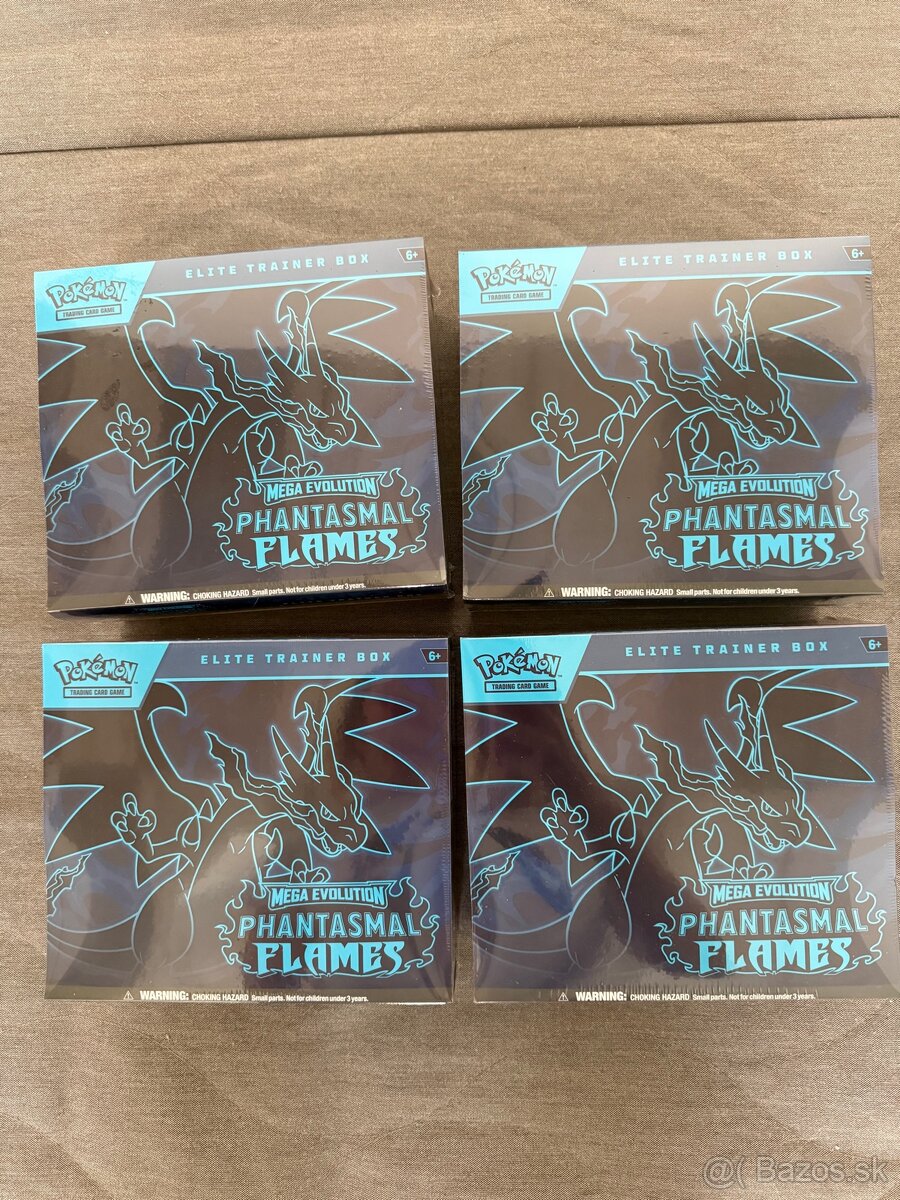 ELITE TRAINER BOX
6+
POKÉMON
TRADING CARD GAME
MEGA EVOLUTION
PHANTASMAL
FLAMES
WARNING: CHOKING HAZARD Small parts. Not for children under 3 years.
ELITE TRAINER BOX
6+
POKÉMON
TRADING CARD GAME
MEGA EVOLUTION
PHANTASMAL
FLAMES
WARNING: CHOKING HAZARD Small parts. Not for children under 3 years.
ELITE TRAINER BOX
6+
POKÉMON
TRADING CARD GAME
MEGA EVOLUTION
PHANTASMAL
FLAMES
WARNING: CHOKING HAZARD Small parts. Not for children under 3 years.
ELITE TRAINER BOX
6+
POKÉMON
TRADING CARD GAME
MEGA EVOLUTION
PHANTASMAL
FLAMES
WARNING: CHOKING HAZARD Small parts. Not for children under 3 years.
@( Bazos.sk